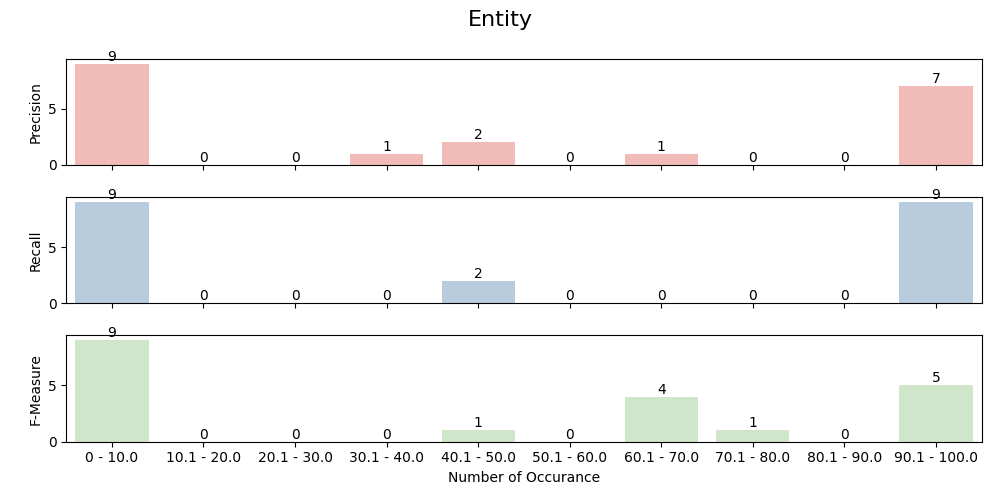 Entity
Precision
5
0
9 0 0 1 2 0 1 0 0 7
Recall
5
0
9 0 0 0 2 0 0 0 0 9
F-Measure
5
0
9 0 0 0 1 0 4 1 0 5
0 - 10.0 10.1 - 20.0 20.1 - 30.0 30.1 - 40.0 40.1 - 50.0 50.1 - 60.0 60.1 - 70.0 70.1 - 80.0 80.1 - 90.0 90.1 - 100.0
Number of Occurance